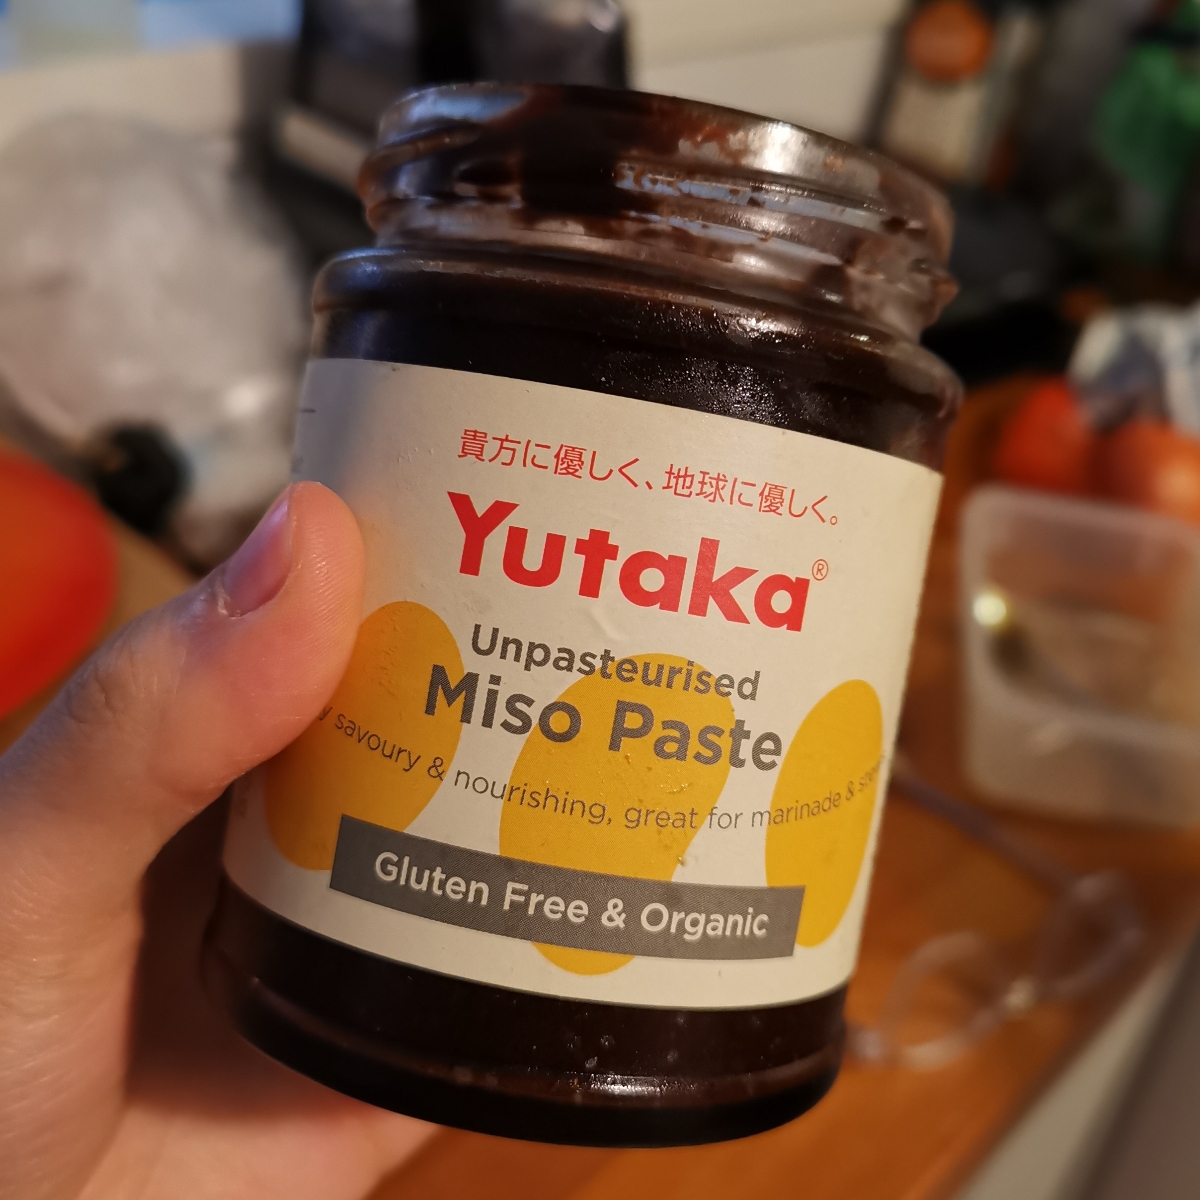 貴方に優しく、地球に優しく。
Yutaka®
Unpasteurised
Miso Paste
savoury & nourishing, great for marinade &
Gluten Free & Organic